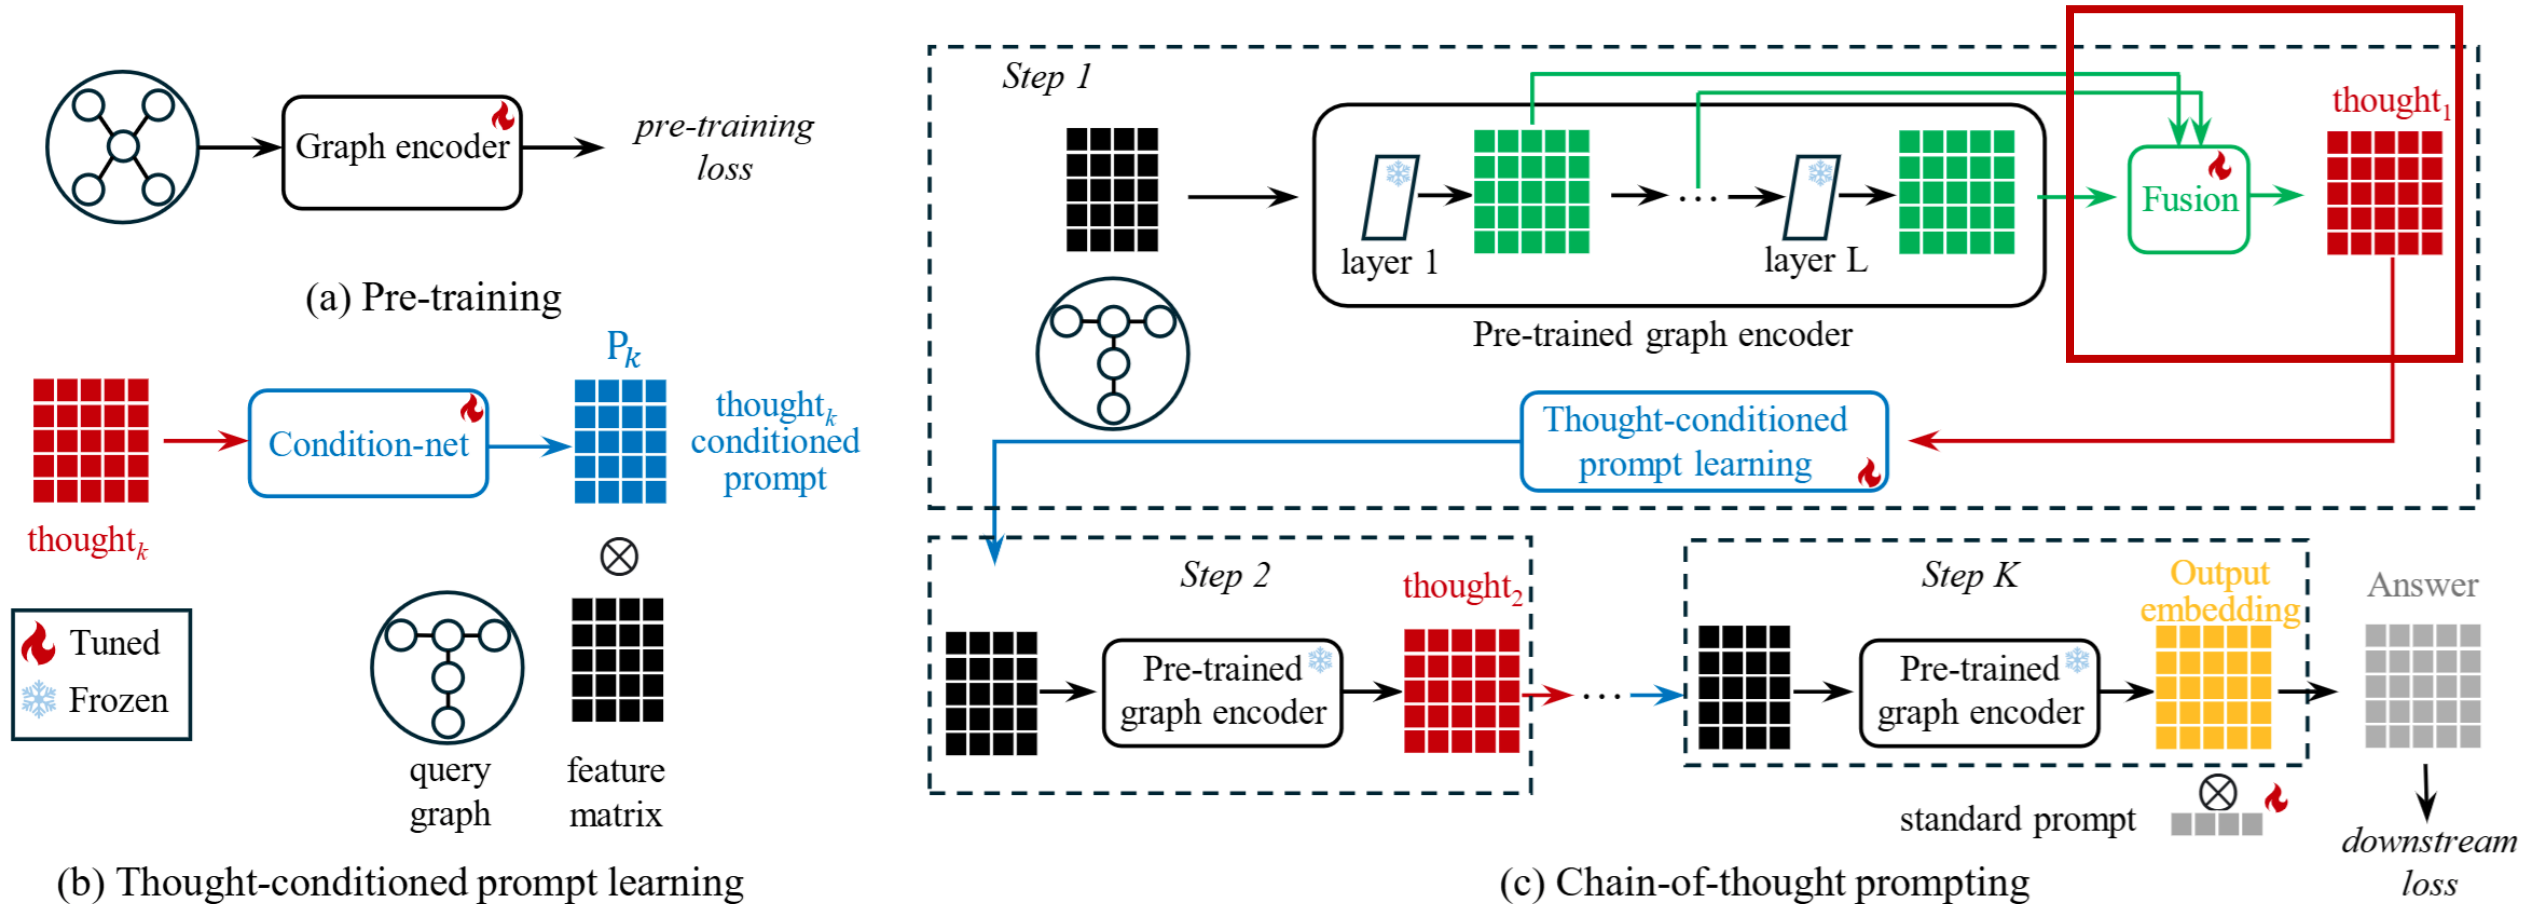 Graph encoder
pre-training
loss
(a) Pre-training
thought_k
Condition-net
P_k
thought_k
conditioned
prompt
Tuned
Frozen
query
graph
feature
matrix
(b) Thought-conditioned prompt learning
Step 1
layer 1
...
layer L
Pre-trained graph encoder
Fusion
thought_1
Thought-conditioned
prompt learning
Step 2
Pre-trained
graph encoder
thought_2
...
Step K
Pre-trained
graph encoder
Output
embedding
standard prompt
Answer
downstream
loss
(c) Chain-of-thought prompting